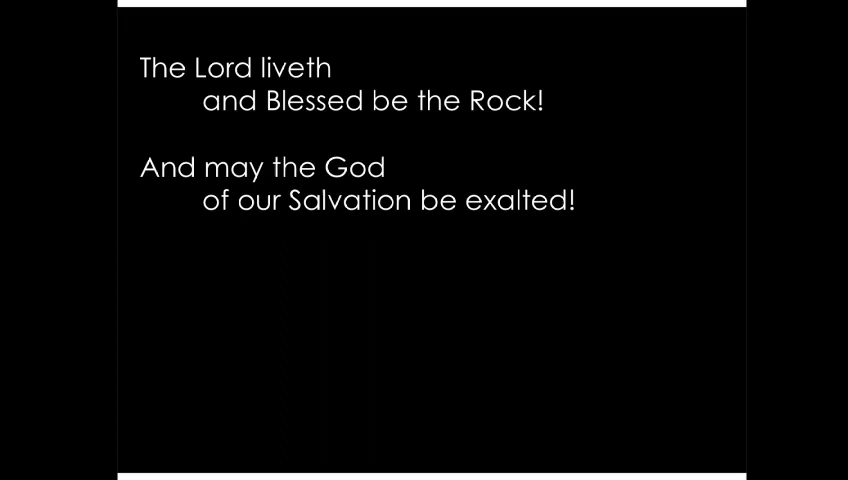 The Lord liveth
and Blessed be the Rock!
And may the God
of our Salvation be exalted!